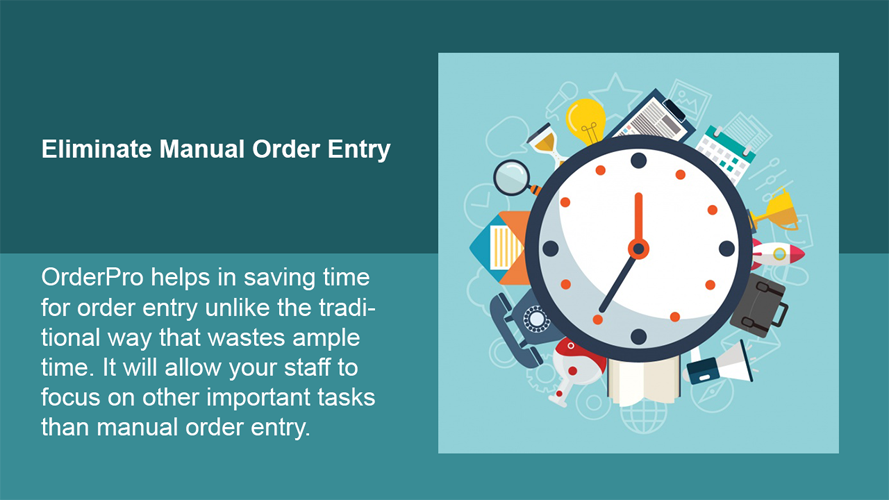 Eliminate Manual Order Entry
OrderPro helps in saving time
for order entry unlike the tradi-
tional way that wastes ample
time. It will allow your staff to
focus on other important tasks
than manual order entry.